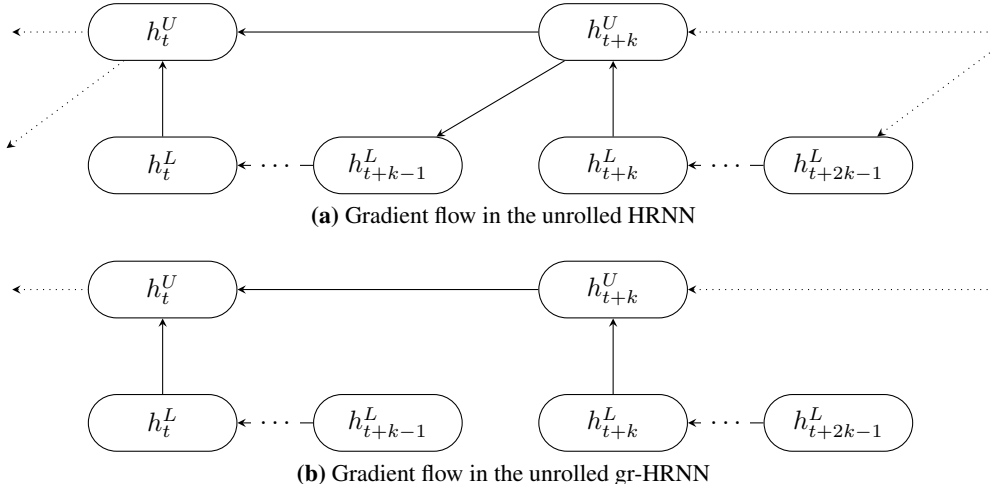 h_t^U h_{t+k}^U
h_t^L ··· h_{t+k-1}^L h_{t+k}^L ··· h_{t+2k-1}^L
(a) Gradient flow in the unrolled HRNN
h_t^U h_{t+k}^U
h_t^L ··· h_{t+k-1}^L h_{t+k}^L ··· h_{t+2k-1}^L
(b) Gradient flow in the unrolled gr-HRNN